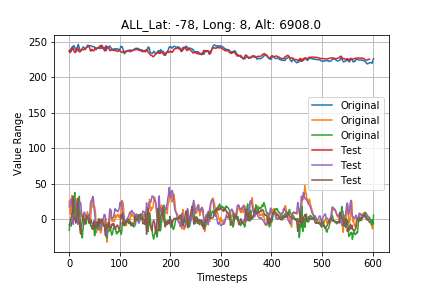 ALL_Lat: -78, Long: 8, Alt: 6908.0
250
200
150
100
50
0
Value Range
Original
Original
Original
Test
Test
Test
0 100 200 300 400 500 600
Timesteps